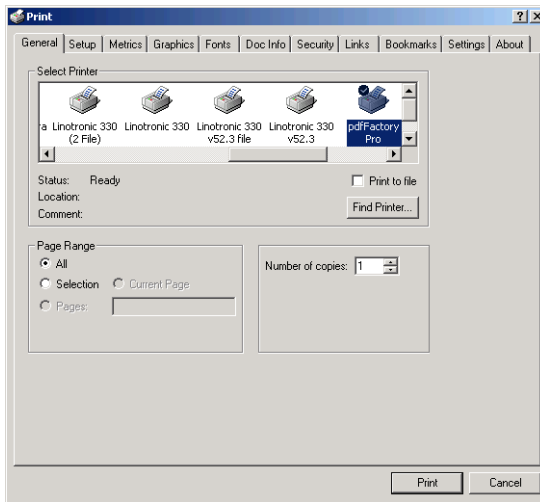 Print
General Setup Metrics Graphics Fonts Doc Info Security Links Bookmarks Settings About
Select Printer
ra Linotronic 330 Linotronic 330 Linotronic 330 Linotronic 330 pdfFactory
(2 File) v52.3 file v52.3 Pro
Status: Ready Print to file
Location:
Comment: Find Printer...
Page Range
All Number of copies: 1
Selection Current Page
Pages:
Print Cancel